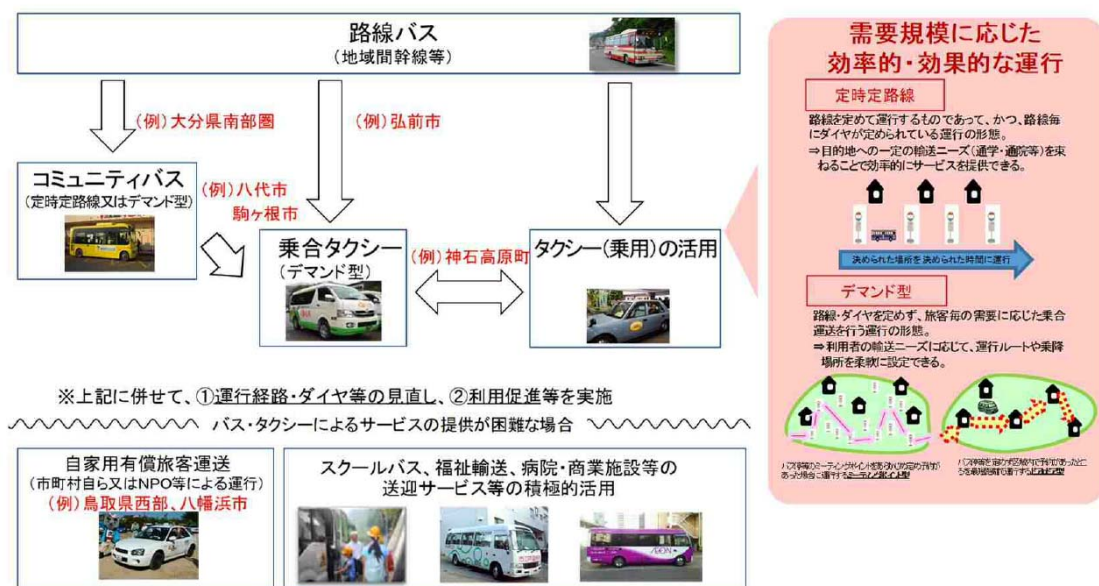 路線バス
(地域間幹線等)
(例)大分県南部圏
(例)弘前市
コミュニティバス
(定時定路線又はデマンド型)
(例)八代市
駒ヶ根市
乗合タクシー
(デマンド型)
(例)神石高原町
タクシー(乗用)の活用
※上記に併せて、①運行経路・ダイヤ等の見直し、②利用促進等を実施
バス・タクシーによるサービスの提供が困難な場合
自家用有償旅客運送
(市町村自ら又はNPO等による運行)
(例)鳥取県西部、八幡浜市
スクールバス、福祉輸送、病院・商業施設等の
送迎サービス等の積極的活用
需要規模に応じた
効率的・効果的な運行
定時定路線
路線を定めて運行するものであって、かつ、路線毎
にダイヤが定められている運行の形態。
⇒目的地への一定の輸送ニーズ(通学・通院等)を束
ねることで効率的にサービスを提供できる。
決められた場所を決められた時間に運行
デマンド型
路線・ダイヤを定めず、旅客毎の需要に応じた乗合
運送を行う運行の形態。
⇒利用者の輸送ニーズに応じて、運行ルートや乗降
場所を柔軟に設定できる。